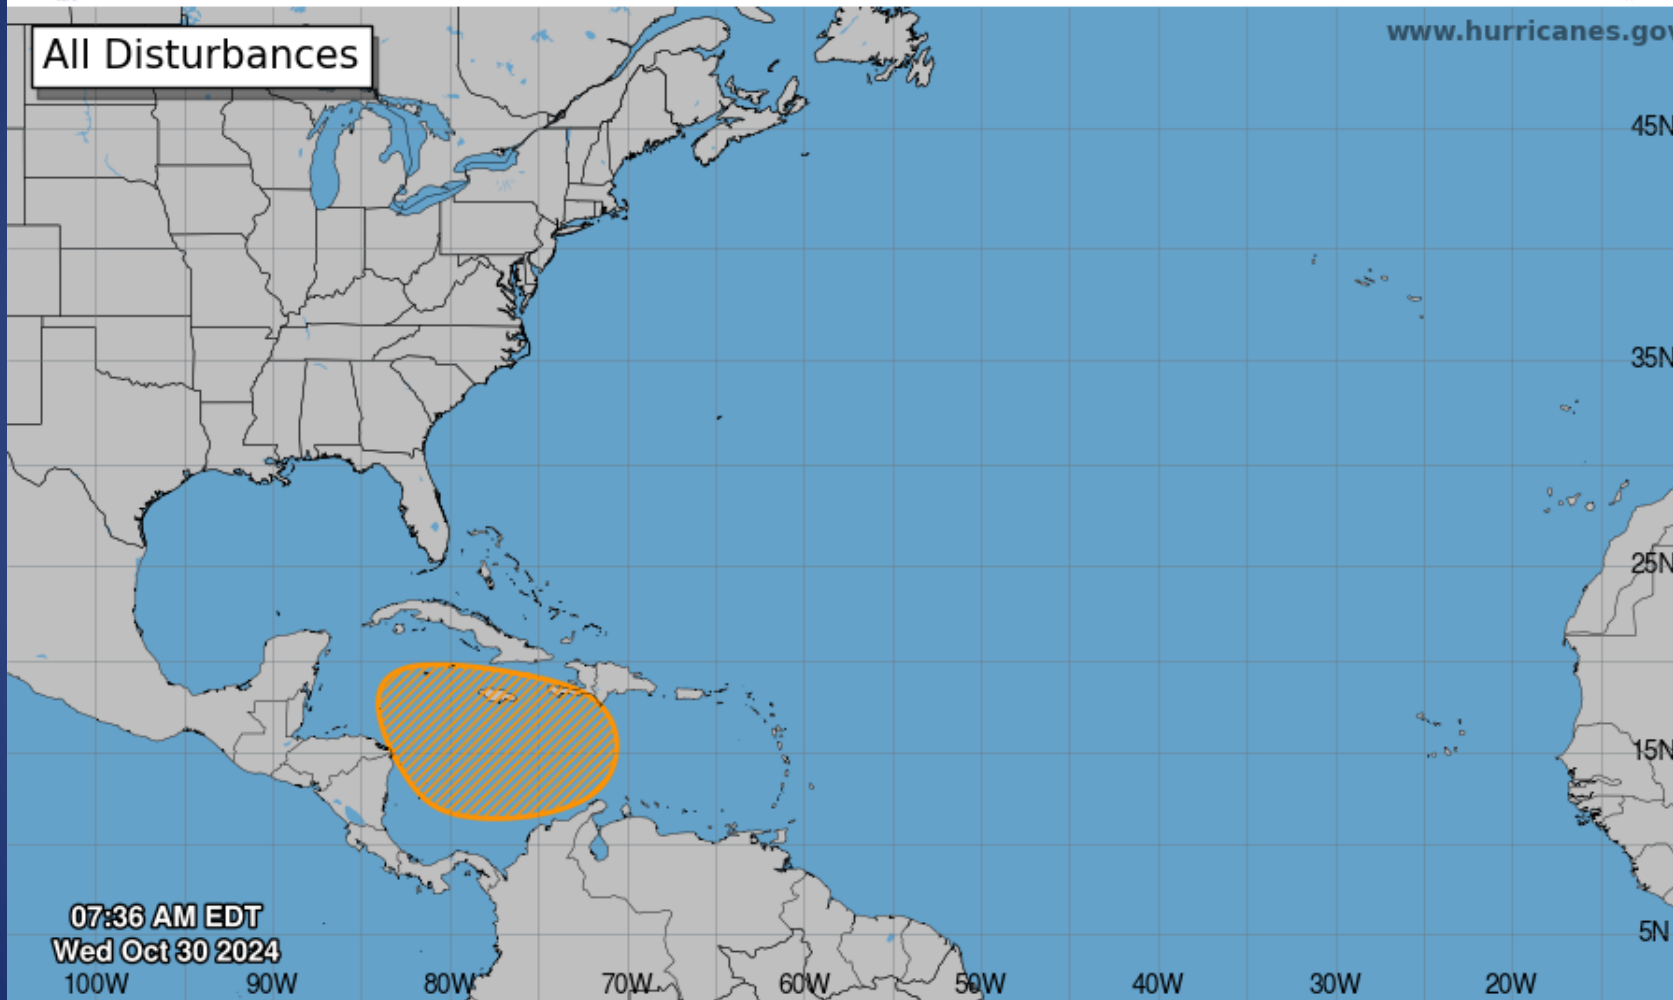 All Disturbances
www.hurricanes.gov
45N
35N
25N
15N
5N
07:36 AM EDT
Wed Oct 30 2024
100W 90W 80W 70W 60W 50W 40W 30W 20W